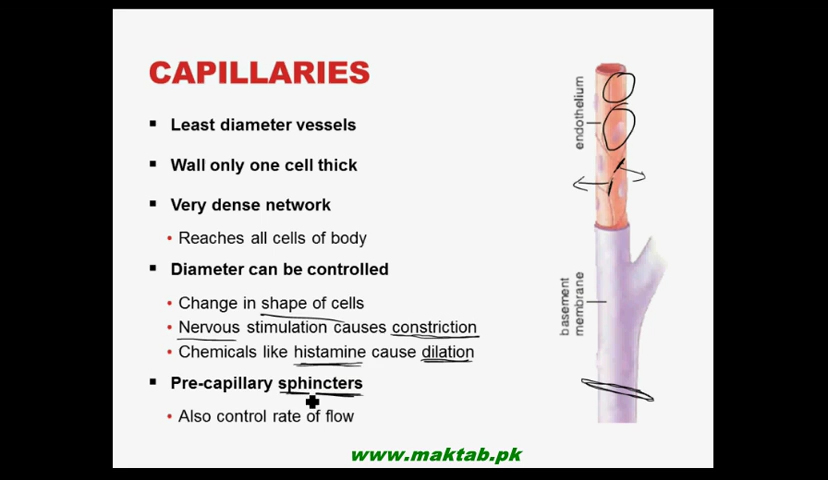 CAPILLARIES
▪ Least diameter vessels
▪ Wall only one cell thick
▪ Very dense network
• Reaches all cells of body
▪ Diameter can be controlled
• Change in shape of cells
• Nervous stimulation causes constriction
• Chemicals like histamine cause dilation
▪ Pre-capillary sphincters
• Also control rate of flow
endothelium
basement
membrane
www.maktab.pk